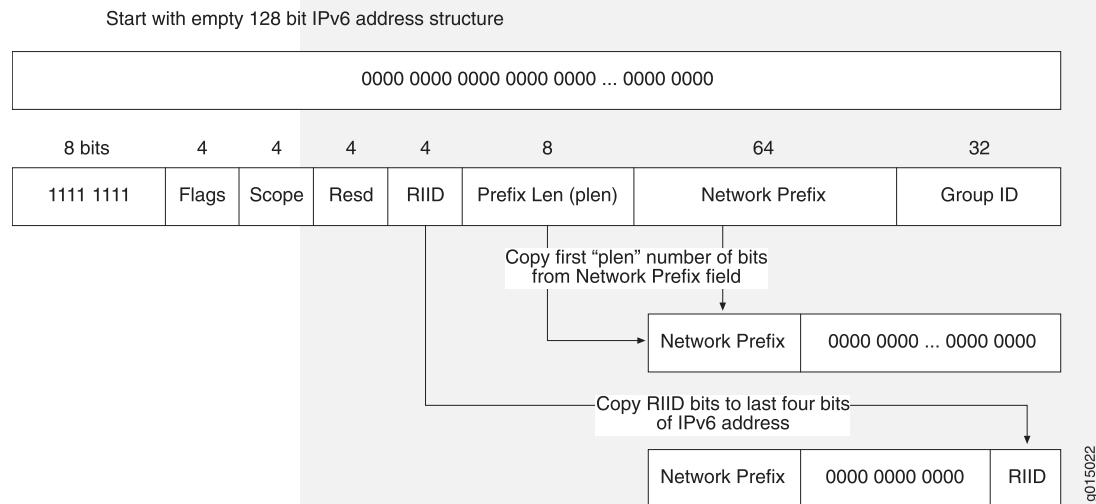 Start with empty 128 bit IPv6 address structure
0000 0000 0000 0000 0000 ... 0000 0000
8 bits 4 4 4 4 8 64 32
1111 1111 Flags Scope Resd RIID Prefix Len (plen) Network Prefix Group ID
Copy first “plen” number of bits
from Network Prefix field
Network Prefix 0000 0000 ... 0000 0000
Copy RIID bits to last four bits
of IPv6 address
Network Prefix 0000 0000 0000 RIID
g015022